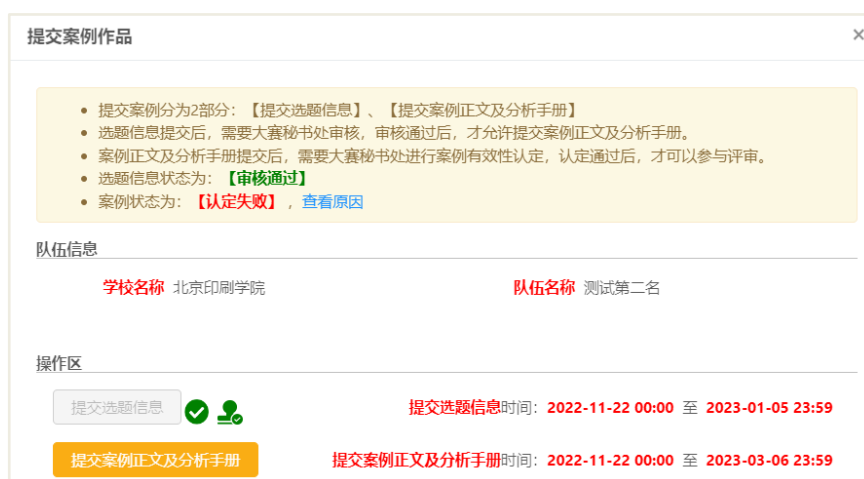 提交案例作品
×
提交案例分为2部分：【提交选题信息】、【提交案例正文及分析手册】
选题信息提交后，需要大赛秘书处审核，审核通过后，才允许提交案例正文及分析手册。
案例正文及分析手册提交后，需要大赛秘书处进行案例有效性认定，认定通过后，才可以参与评审。
选题信息状态为：【审核通过】
案例状态为：【认定失败】，查看原因
队伍信息
学校名称 北京印刷学院 队伍名称 测试第二名
操作区
提交选题信息 提交选题信息时间：2022-11-22 00:00 至 2023-01-05 23:59
提交案例正文及分析手册 提交案例正文及分析手册时间：2022-11-22 00:00 至 2023-03-06 23:59